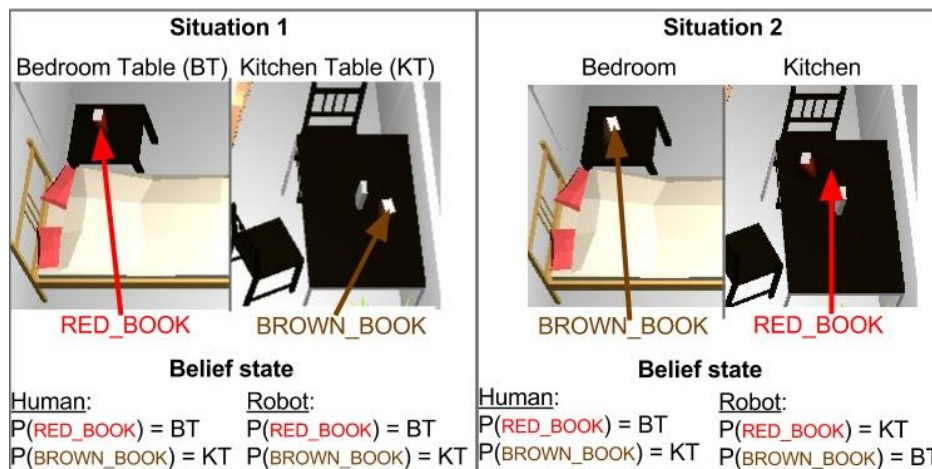 Situation 1
Bedroom Table (BT) Kitchen Table (KT)
RED_BOOK BROWN_BOOK
Belief state
Human: Robot:
P(RED_BOOK) = BT P(RED_BOOK) = BT
P(BROWN_BOOK) = KT P(BROWN_BOOK) = KT
Situation 2
Bedroom Kitchen
BROWN_BOOK RED_BOOK
Belief state
Human: Robot:
P(RED_BOOK) = BT P(RED_BOOK) = KT
P(BROWN_BOOK) = KT P(BROWN_BOOK) = BT